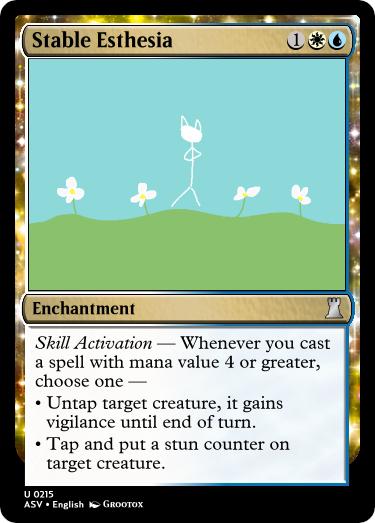 Stable Esthesia 1
Enchantment
Skill Activation — Whenever you cast
a spell with mana value 4 or greater,
choose one —
• Untap target creature, it gains
vigilance until end of turn.
• Tap and put a stun counter on
target creature.
U 0215
ASV • English Grootox